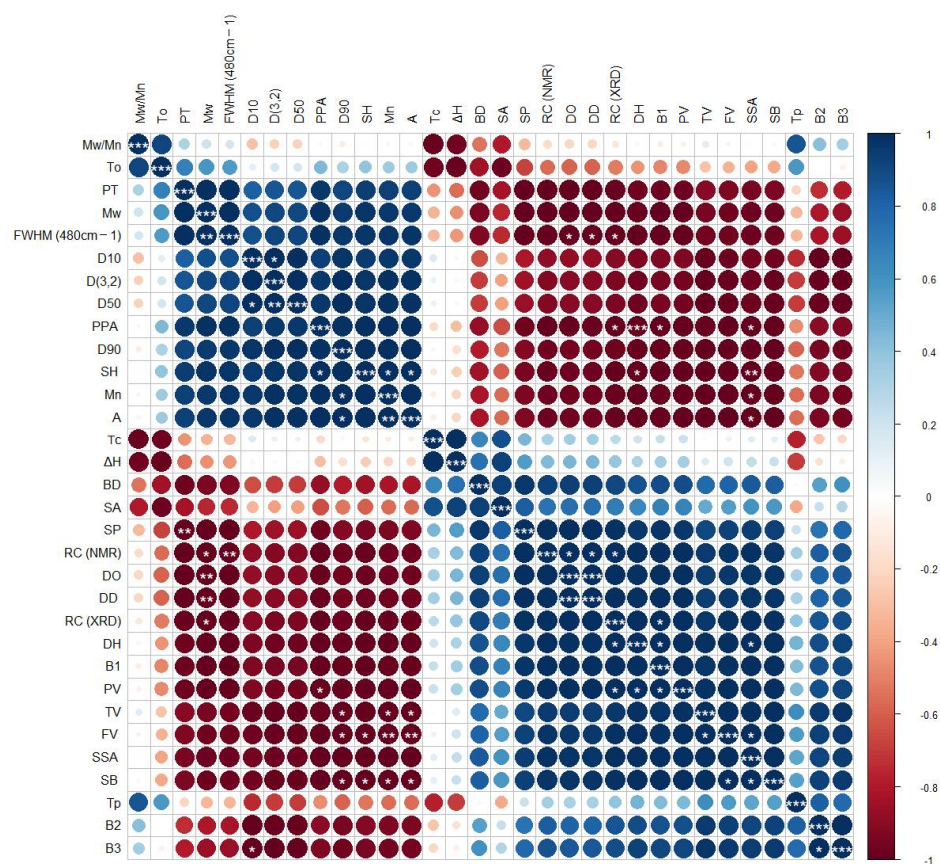 Mw/Mn
To
PT
Mw
FWHM (480cm−1)
D10
D(3,2)
D50
PPA
D90
SH
Mn
A
Tc
ΔH
BD
SA
SP
RC (NMR)
DO
DD
RC (XRD)
DH
B1
PV
TV
FV
SSA
SB
Tp
B2
B3
Mw/Mn ***
To ***
PT ***
Mw ***
FWHM (480cm−1) ** *** * * *
D10 *** *
D(3,2) ***
D50 * ** ***
PPA *** * *** * *
D90 ***
SH * *** * * * **
Mn * *** *
A * ** *** *
Tc ***
ΔH ***
BD ***
SA ***
SP ** ***
RC (NMR) * ** *** * * *
DO ** *** ***
DD ** *** ***
RC (XRD) * *** *
DH * *** * *
B1 ***
PV * * * * ***
TV * * * ***
FV * * ** ** * *** *
SSA ***
SB * * * * * * ***
Tp ***
B2 ***
B3 * * ***
1
0.8
0.6
0.4
0.2
0
-0.2
-0.4
-0.6
-0.8
-1